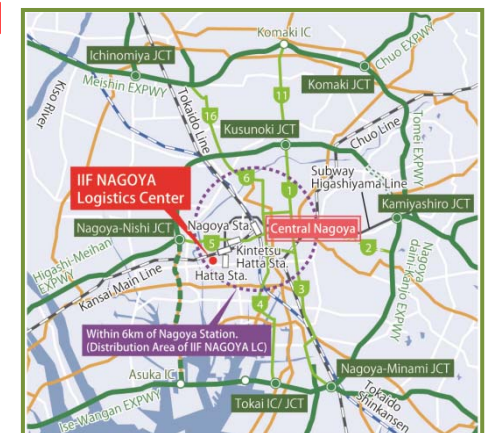 Komaki IC
Chuo EXPWY
Ichinomiya JCT
Komaki JCT
Meishin EXPWY
Kiso River
Tokaido Line
11
16
Kusunoki JCT
Chuo Line
Tomei EXPWY
Subway
Higashiyama Line
IIF NAGOYA
Logistics Center
6
1
Kamiyashiro JCT
Nagoya-Nishi JCT
Nagoya Sta.
Central Nagoya
5
Kintetsu
Hatta Sta.
2
Hatta Sta.
Higashi-Meihan
EXPWY
Kansai Main Line
Nagoya
dainiKanjo EXPWY
4
3
Within 6km of Nagoya Station.
(Distribution Area of IIF NAGOYA LC)
Asuka IC
Nagoya-Minami JCT
Tokai IC/ JCT
Tokaido
Shinkansen
Ise-Wangan EXPWY